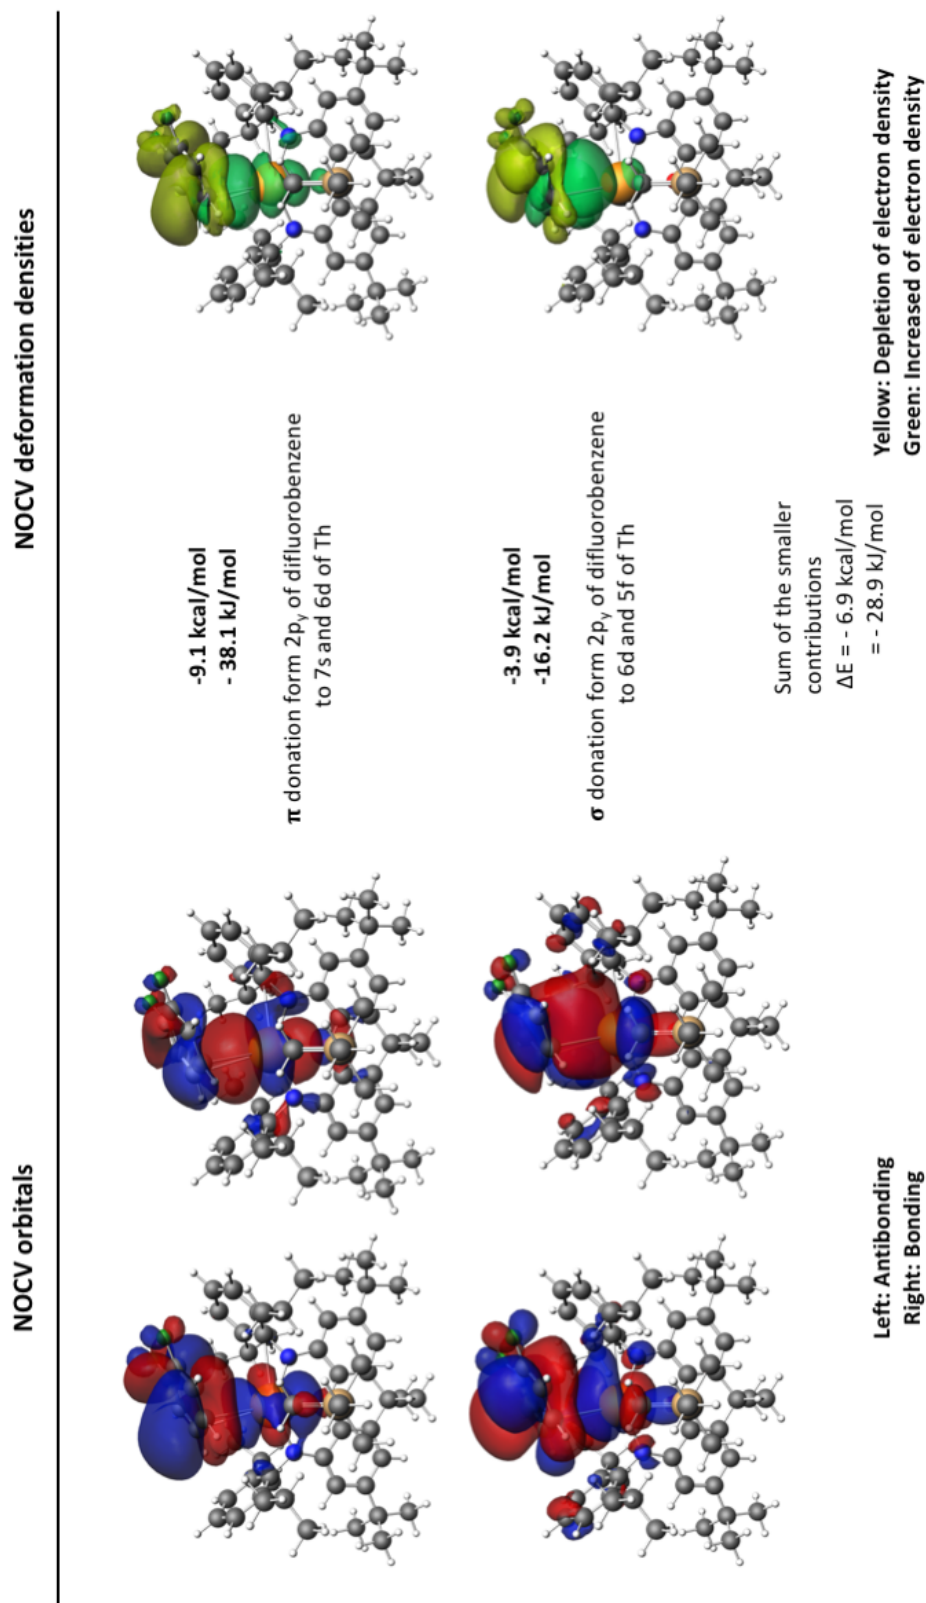 NOCV orbitals
NOCV deformation densities
-9.1 kcal/mol
- 38.1 kJ/mol
π donation form 2py of difluorobenzene
to 7s and 6d of Th
-3.9 kcal/mol
-16.2 kJ/mol
σ donation form 2py of difluorobenzene
to 6d and 5f of Th
Sum of the smaller
contributions
ΔE = - 6.9 kcal/mol
= - 28.9 kJ/mol
Left: Antibonding
Right: Bonding
Yellow: Depletion of electron density
Green: Increased of electron density